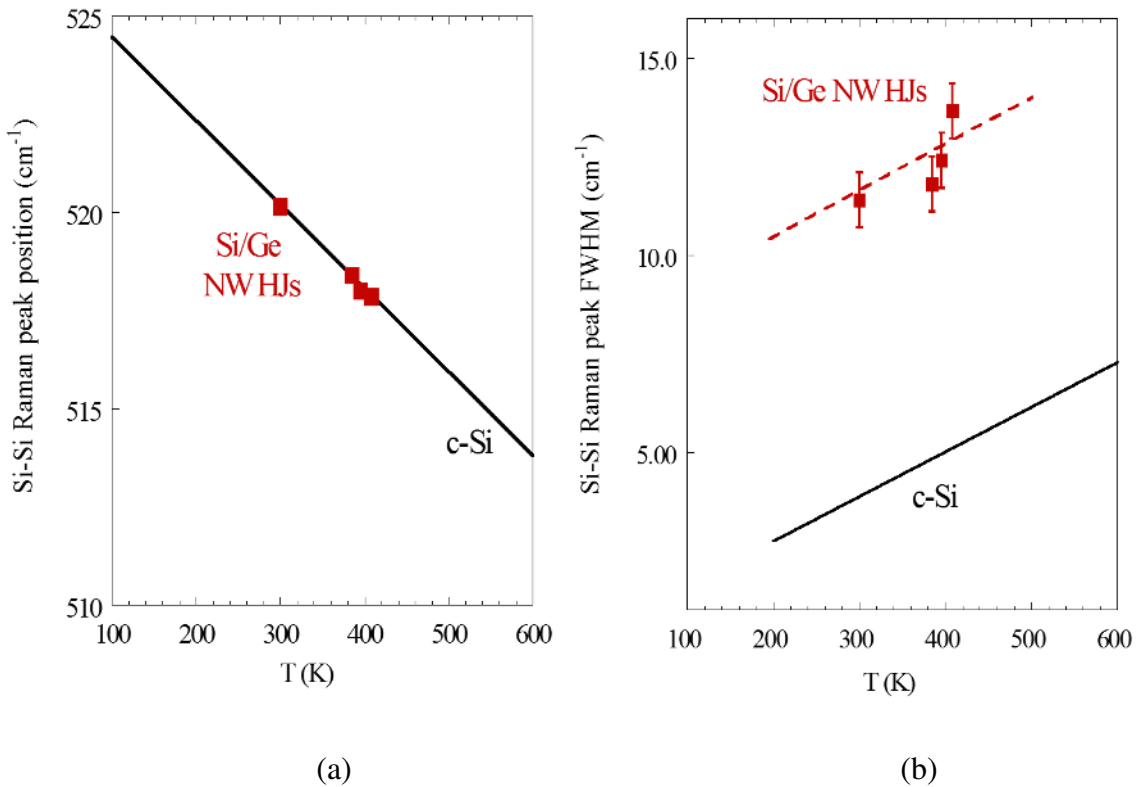 525
520
515
510
Si-Si Raman peak position (cm⁻¹)
Si/Ge
NW HJs
c-Si
100 200 300 400 500 600
T (K)
(a)
15.0
10.0
5.00
Si-Si Raman peak FWHM (cm⁻¹)
Si/Ge NW HJs
c-Si
100 200 300 400 500 600
T (K)
(b)